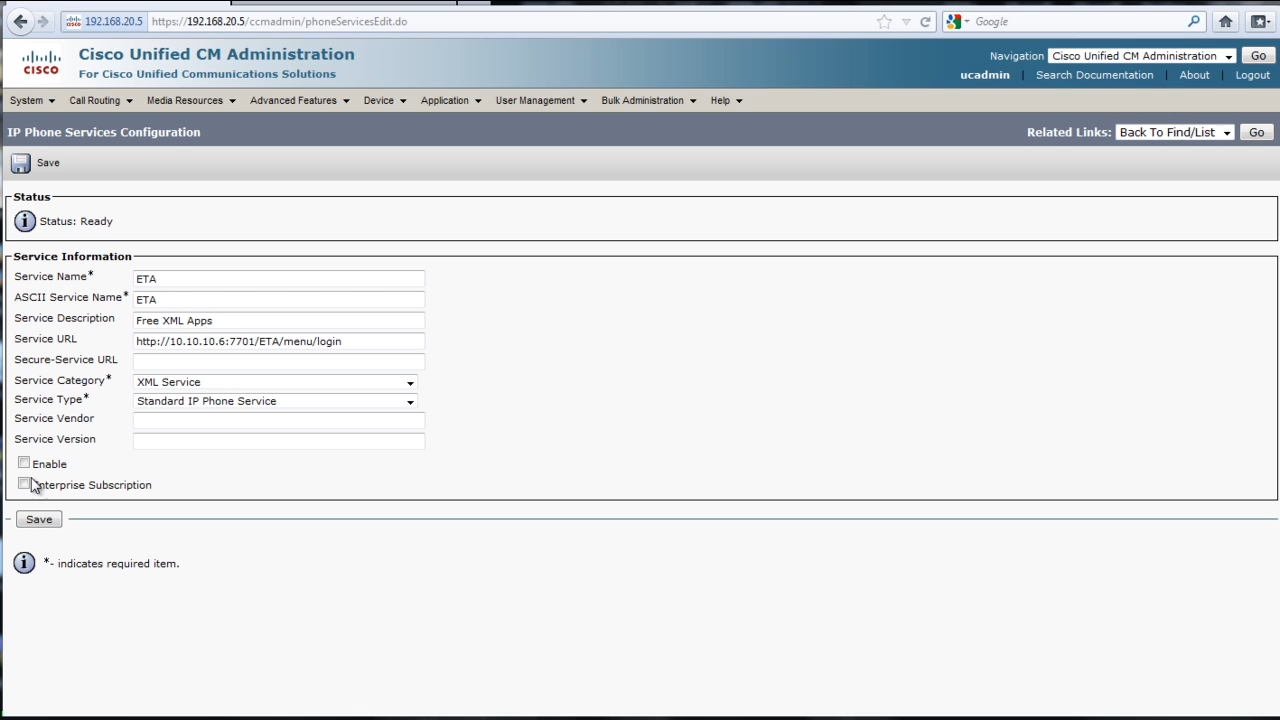 192.168.20.5 https://192.168.20.5/ccmadmin/phoneServicesEdit.do Google
Cisco Unified CM Administration
For Cisco Unified Communications Solutions
CISCO
Navigation Cisco Unified CM Administration Go
ucadmin | Search Documentation | About | Logout
System Call Routing Media Resources Advanced Features Device Application User Management Bulk Administration Help
IP Phone Services Configuration
Related Links: Back To Find/List Go
Save
Status
i Status: Ready
Service Information
Service Name* ETA
ASCII Service Name* ETA
Service Description Free XML Apps
Service URL http://10.10.10.6:7701/ETA/menu/login
Secure-Service URL
Service Category* XML Service
Service Type* Standard IP Phone Service
Service Vendor
Service Version
Enable
Enterprise Subscription
Save
i *- indicates required item.